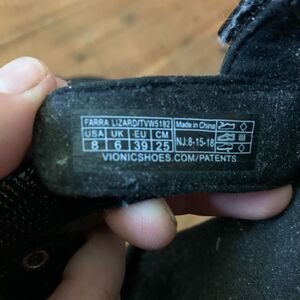 FARRA LIZARD/TVW5182
USA UK EU CM
8 6 39 25
Made in China
NJ:8-15-18
VIONICSHOES.COM/PATENTS